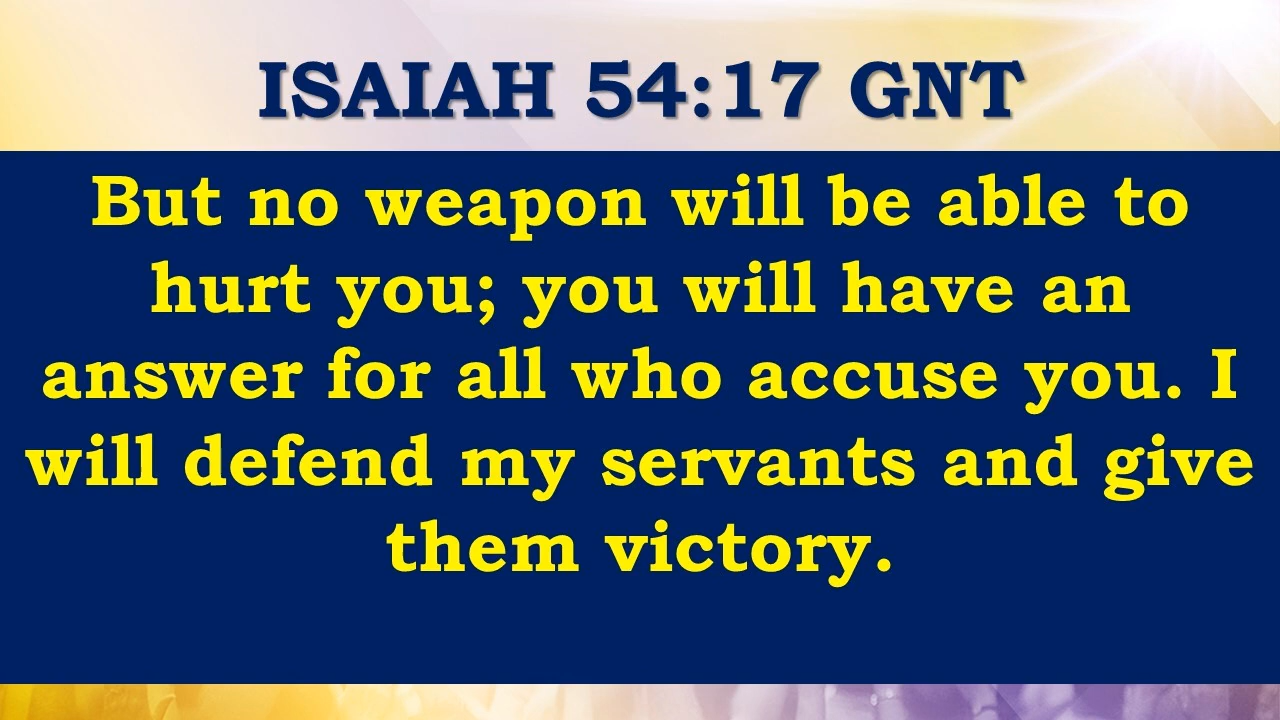 ISAIAH 54:17 GNT
But no weapon will be able to
hurt you; you will have an
answer for all who accuse you. I
will defend my servants and give
them victory.